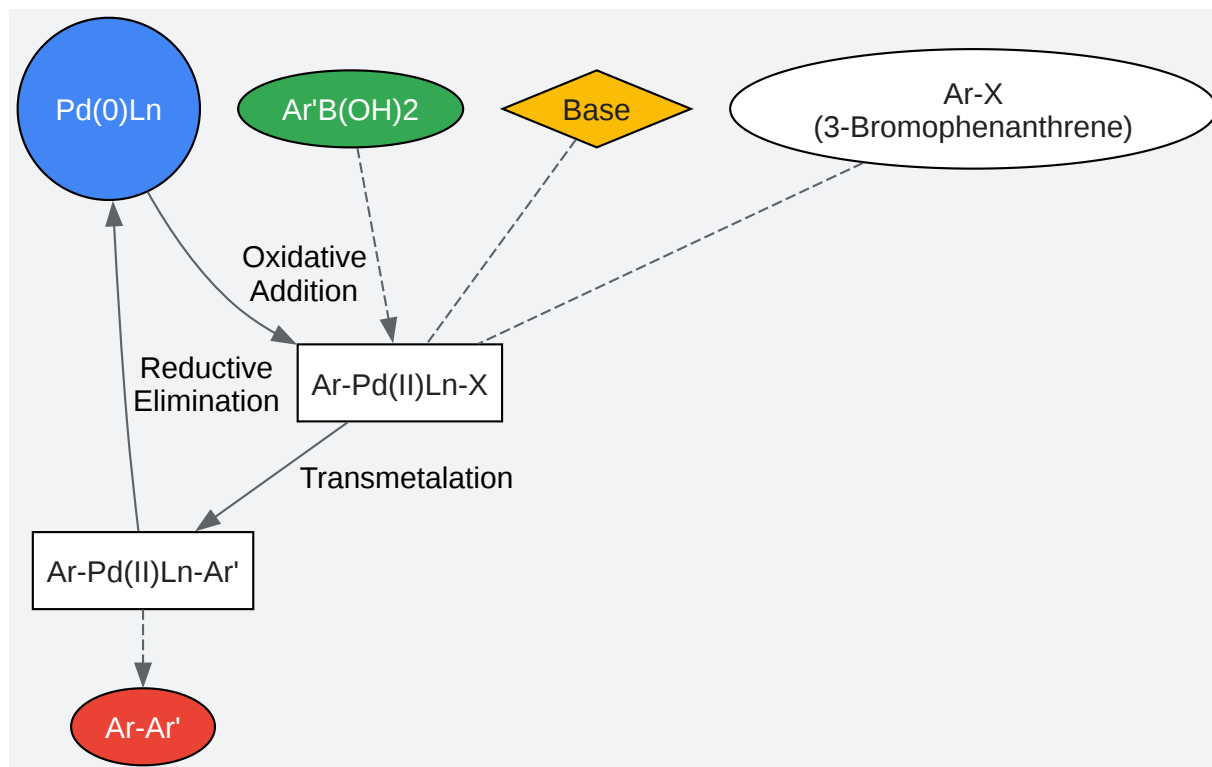 Pd(0)Ln
Ar'B(OH)2
Base
Ar-X
(3-Bromophenanthrene)
Oxidative
Addition
Reductive
Elimination
Ar-Pd(II)Ln-X
Transmetalation
Ar-Pd(II)Ln-Ar'
Ar-Ar'